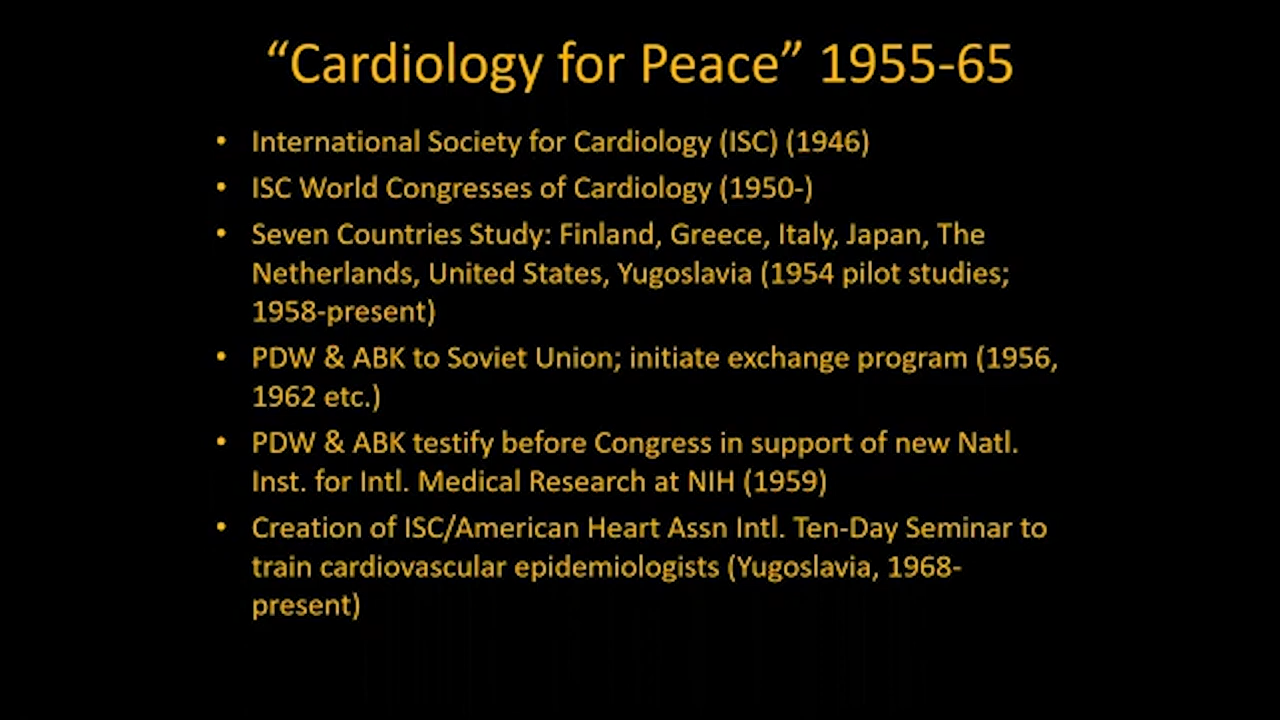 “Cardiology for Peace” 1955-65
• International Society for Cardiology (ISC) (1946)
• ISC World Congresses of Cardiology (1950-)
• Seven Countries Study: Finland, Greece, Italy, Japan, The
Netherlands, United States, Yugoslavia (1954 pilot studies;
1958-present)
• PDW & ABK to Soviet Union; initiate exchange program (1956,
1962 etc.)
• PDW & ABK testify before Congress in support of new Natl.
Inst. for Intl. Medical Research at NIH (1959)
• Creation of ISC/American Heart Assn Intl. Ten-Day Seminar to
train cardiovascular epidemiologists (Yugoslavia, 1968-
present)